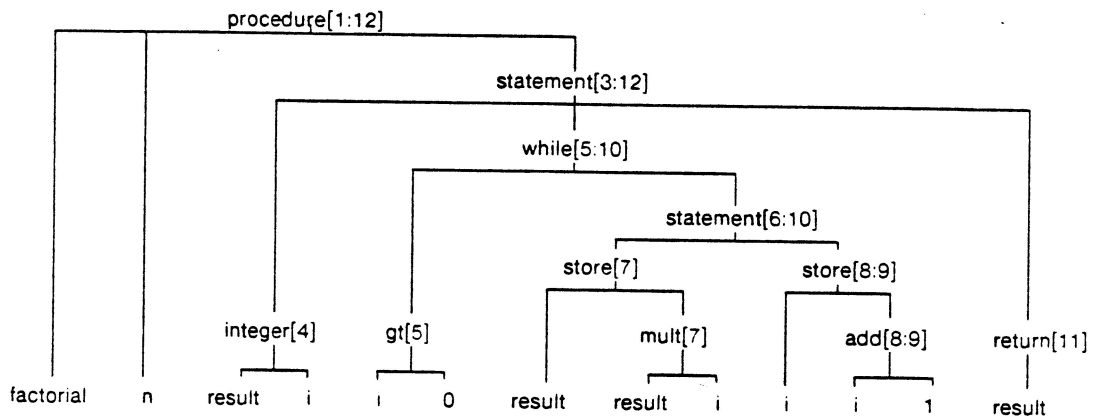 procedure[1:12]
statement[3:12]
while[5:10]
statement[6:10]
store[7] store[8:9]
integer[4] gt[5] mult[7] add[8:9] return[11]
factorial n result i i 0 result result i i i 1 result